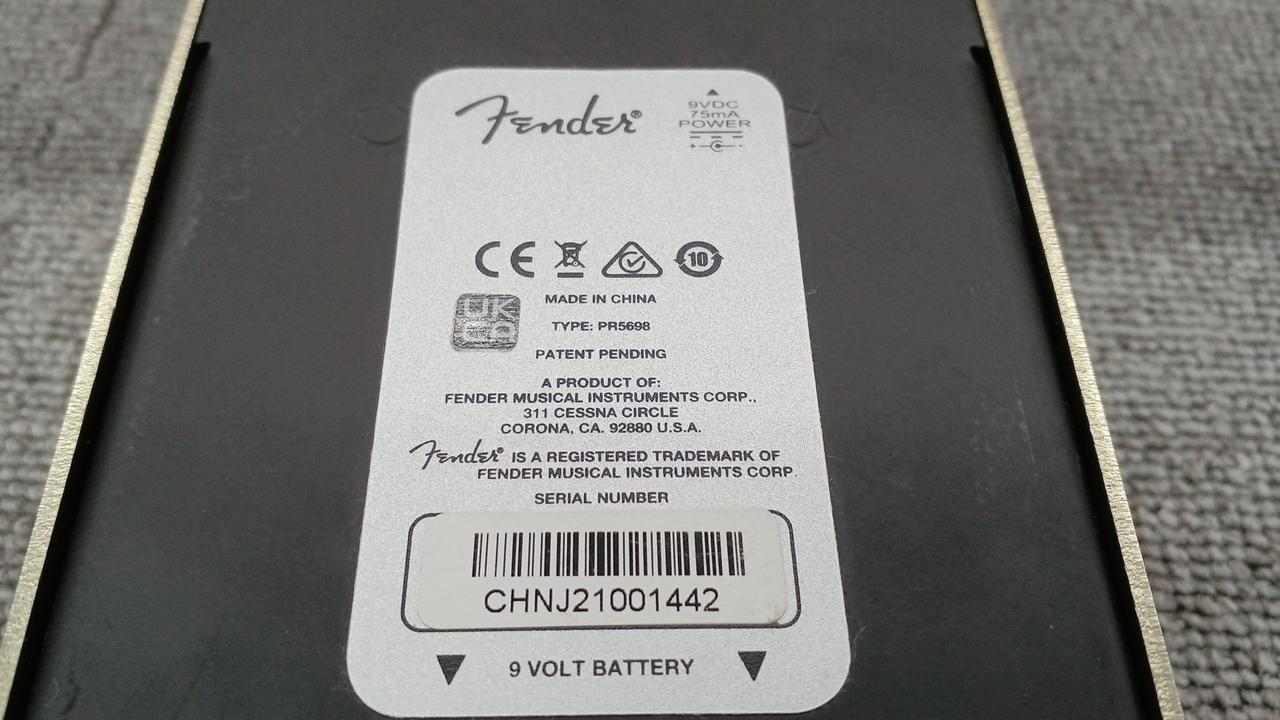 Fender®
9VDC
75mA
POWER
CE
10
UK
CA
MADE IN CHINA
TYPE: PR5698
PATENT PENDING
A PRODUCT OF:
FENDER MUSICAL INSTRUMENTS CORP.,
311 CESSNA CIRCLE
CORONA, CA. 92880 U.S.A.
Fender® IS A REGISTERED TRADEMARK OF
FENDER MUSICAL INSTRUMENTS CORP.
SERIAL NUMBER
CHNJ21001442
9 VOLT BATTERY